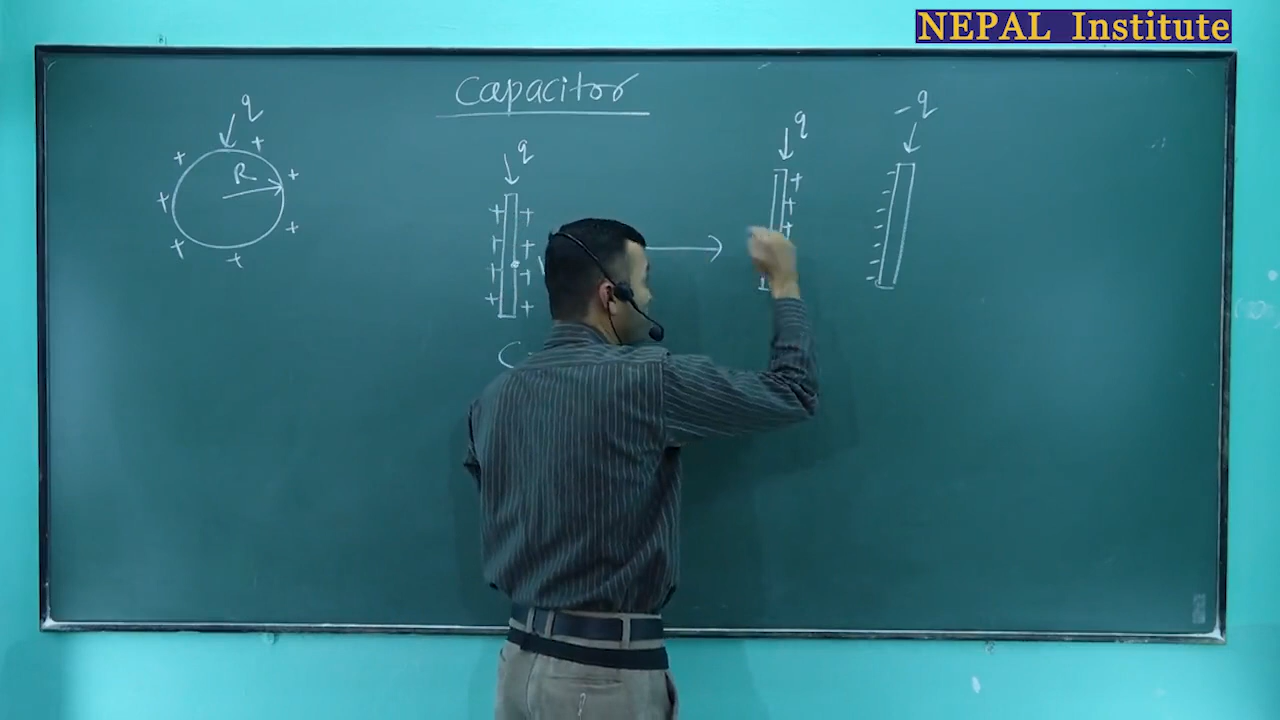 NEPAL Institute
Capacitor
q
R
+ + + + + + + +
q
+ + + +
+ + + +
C
q
+ + +
-q
- - - - - - -